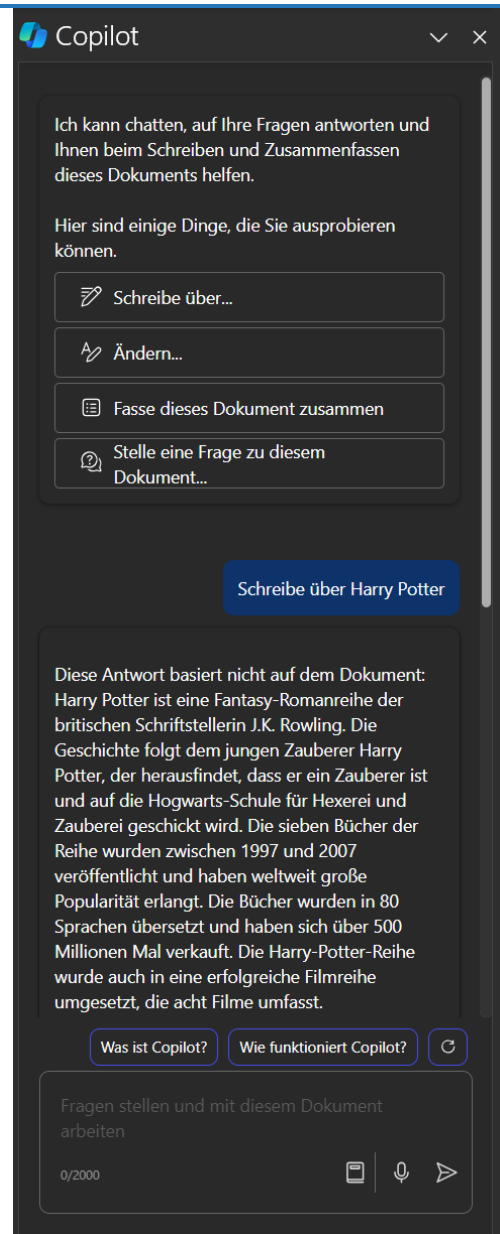 Copilot
Ich kann chatten, auf Ihre Fragen antworten und
Ihnen beim Schreiben und Zusammenfassen
dieses Dokuments helfen.
Hier sind einige Dinge, die Sie ausprobieren
können.
Schreibe über...
Ändern...
Fasse dieses Dokument zusammen
Stelle eine Frage zu diesem
Dokument...
Schreibe über Harry Potter
Diese Antwort basiert nicht auf dem Dokument:
Harry Potter ist eine Fantasy-Romanreihe der
britischen Schriftstellerin J.K. Rowling. Die
Geschichte folgt dem jungen Zauberer Harry
Potter, der herausfindet, dass er ein Zauberer ist
und auf die Hogwarts-Schule für Hexerei und
Zauberei geschickt wird. Die sieben Bücher der
Reihe wurden zwischen 1997 und 2007
veröffentlicht und haben weltweit große
Popularität erlangt. Die Bücher wurden in 80
Sprachen übersetzt und haben sich über 500
Millionen Mal verkauft. Die Harry-Potter-Reihe
wurde auch in eine erfolgreiche Filmreihe
umgesetzt, die acht Filme umfasst.
Was ist Copilot? Wie funktioniert Copilot?
Fragen stellen und mit diesem Dokument
arbeiten
0/2000